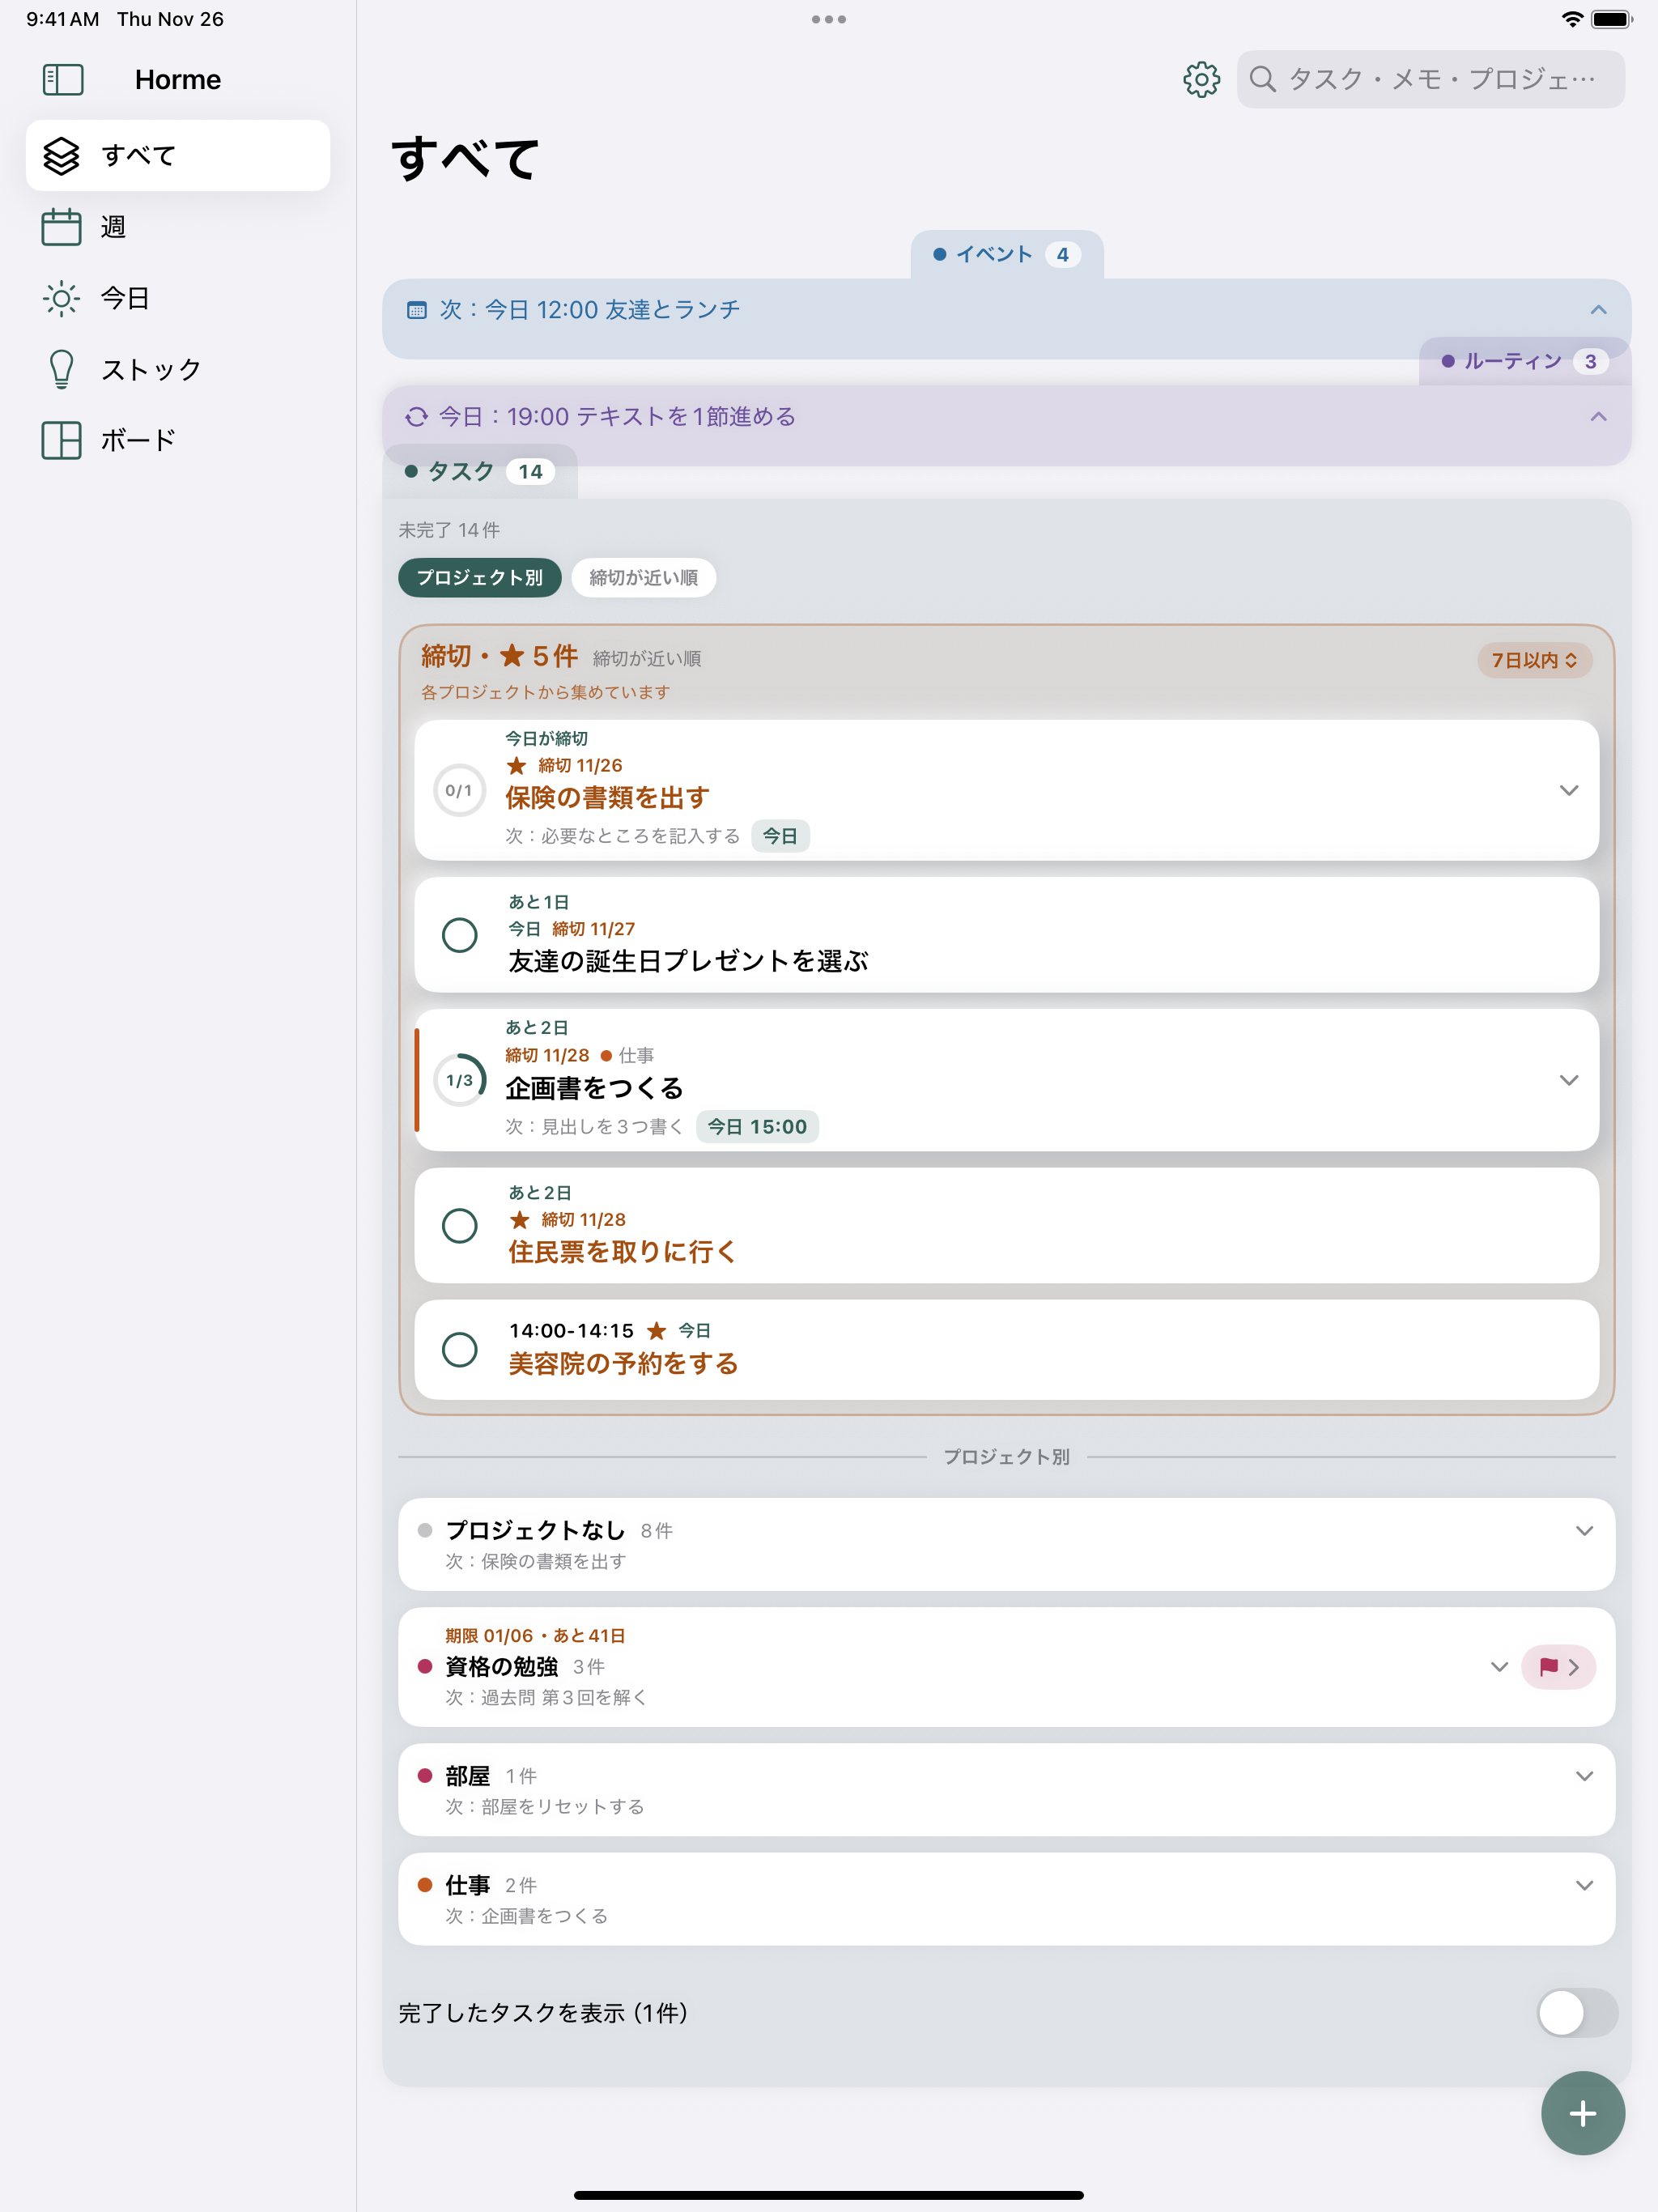 9:41 AM Thu Nov 26
Horme
すべて
週
今日
ストック
ボード
タスク・メモ・プロジェ…
すべて
イベント 4
次：今日 12:00 友達とランチ
ルーティン 3
今日：19:00 テキストを1節進める
タスク 14
未完了 14件
プロジェクト別 締切が近い順
締切・★ 5件 締切が近い順 7日以内
各プロジェクトから集めています
今日が締切
★ 締切 11/26
0/1
保険の書類を出す
次：必要なところを記入する 今日
あと1日
今日 締切 11/27
友達の誕生日プレゼントを選ぶ
あと2日
締切 11/28 仕事
1/3
企画書をつくる
次：見出しを3つ書く 今日 15:00
あと2日
★ 締切 11/28
住民票を取りに行く
14:00-14:15 ★ 今日
美容院の予約をする
プロジェクト別
プロジェクトなし 8件
次：保険の書類を出す
期限 01/06・あと41日
資格の勉強 3件
次：過去問 第3回を解く
部屋 1件
次：部屋をリセットする
仕事 2件
次：企画書をつくる
完了したタスクを表示 (1件)